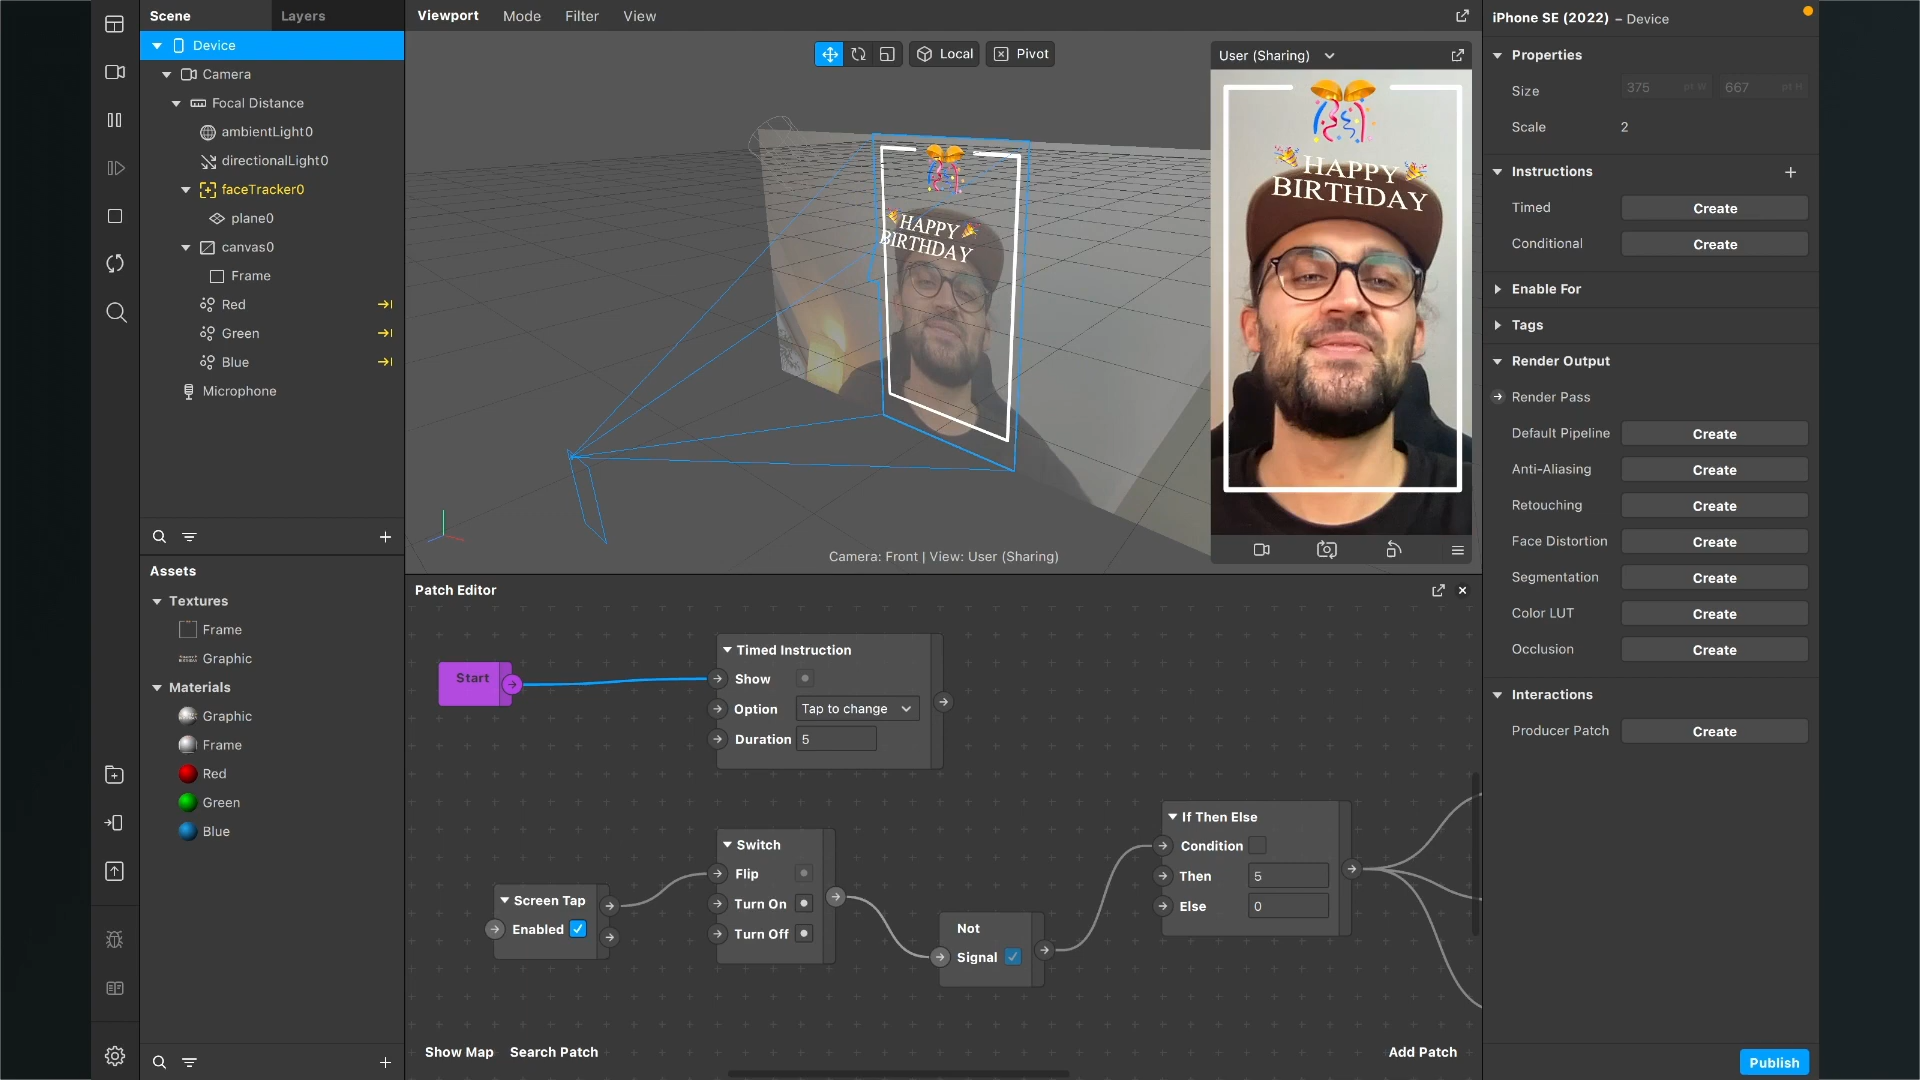 Scene
Layers
Device
Camera
Focal Distance
ambientLight0
directionalLight0
faceTracker0
plane0
canvas0
Frame
Red
Green
Blue
Microphone
Assets
Textures
Frame
Graphic
Materials
Graphic
Frame
Red
Green
Blue
Viewport Mode Filter View
Local
Pivot
HAPPY
BIRTHDAY
Camera: Front | View: User (Sharing)
User (Sharing)
HAPPY
BIRTHDAY
Patch Editor
Start
Timed Instruction
Show
Option Tap to change
Duration 5
Screen Tap
Enabled
Switch
Flip
Turn On
Turn Off
Not
Signal
If Then Else
Condition
Then 5
Else 0
Show Map Search Patch
Add Patch
iPhone SE (2022) – Device
Properties
Size 375 pt W 667 pt H
Scale 2
Instructions
Timed Create
Conditional Create
Enable For
Tags
Render Output
Render Pass
Default Pipeline Create
Anti-Aliasing Create
Retouching Create
Face Distortion Create
Segmentation Create
Color LUT Create
Occlusion Create
Interactions
Producer Patch Create
Publish